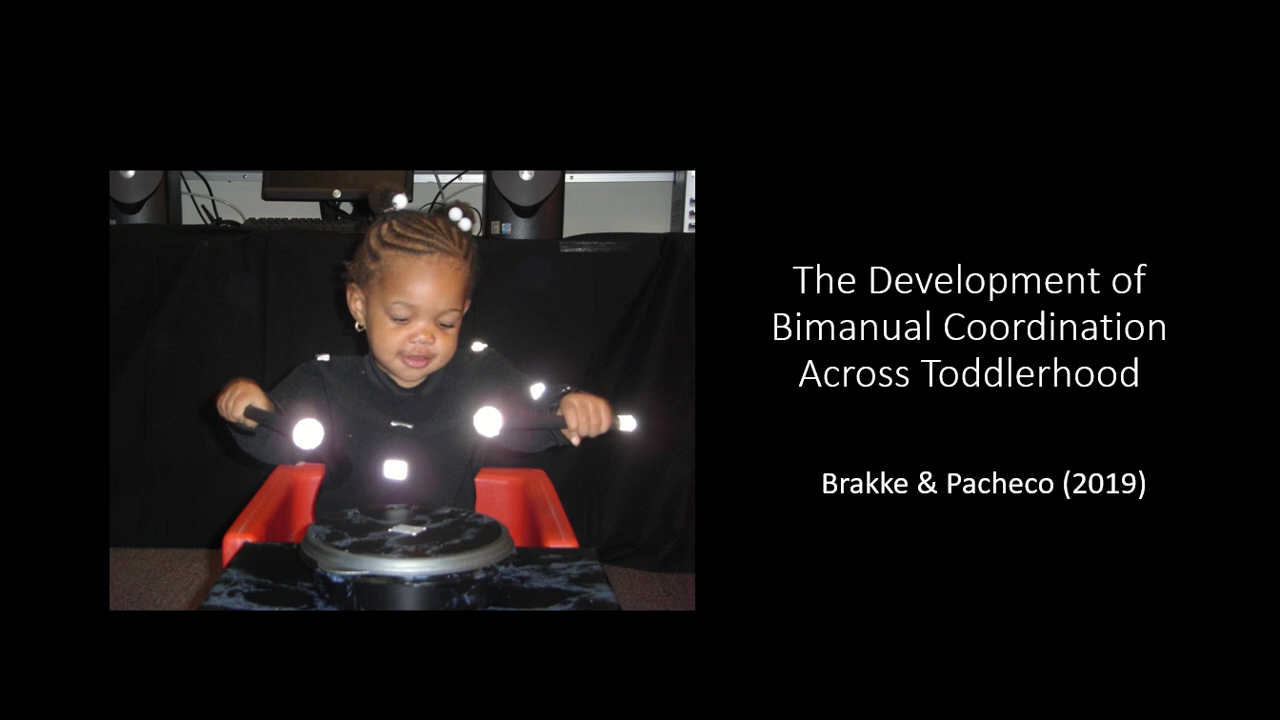 The Development of
Bimanual Coordination
Across Toddlerhood
Brakke & Pacheco (2019)